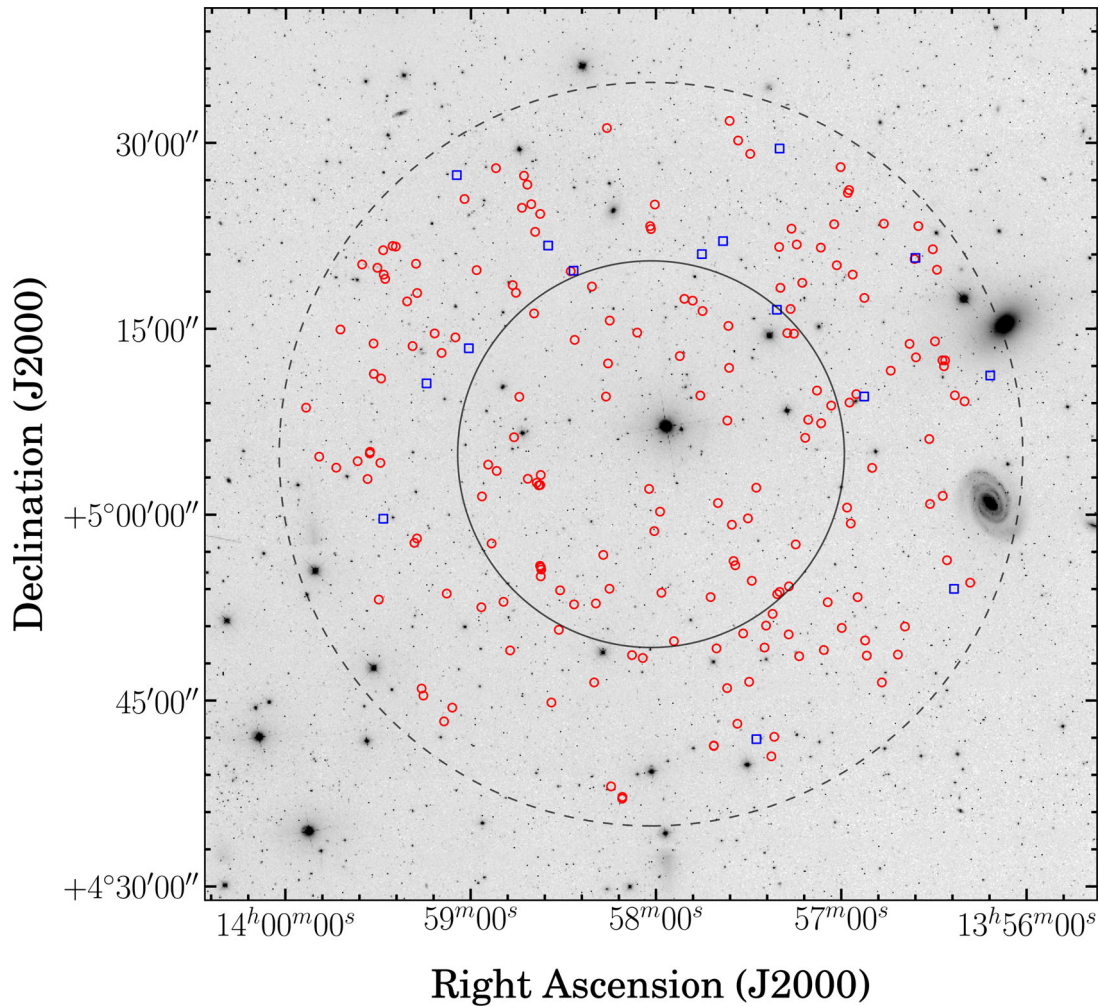 30′00″
15′00″
+5°00′00″
45′00″
+4°30′00″
Declination (J2000)
14ʰ00ᵐ00ˢ 59ᵐ00ˢ 58ᵐ00ˢ 57ᵐ00ˢ 13ʰ56ᵐ00ˢ
Right Ascension (J2000)